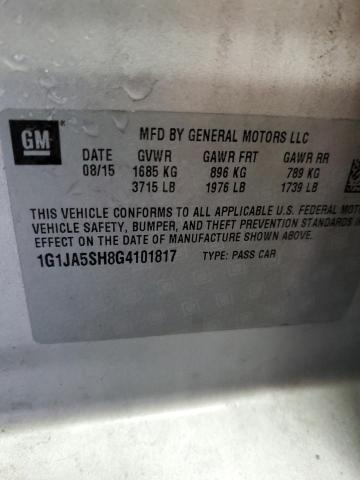 GM
MFD BY GENERAL MOTORS LLC
DATE GVWR GAWR FRT GAWR RR
08/15 1685 KG 896 KG 789 KG
3715 LB 1976 LB 1739 LB
THIS VEHICLE CONFORMS TO ALL APPLICABLE U.S. FEDERAL MOT
VEHICLE SAFETY, BUMPER, AND THEFT PREVENTION STANDARDS
EFFECT ON THE DATE OF MANUFACTURE SHOWN ABOVE.
1G1JA5SH8G4101817 TYPE: PASS CAR